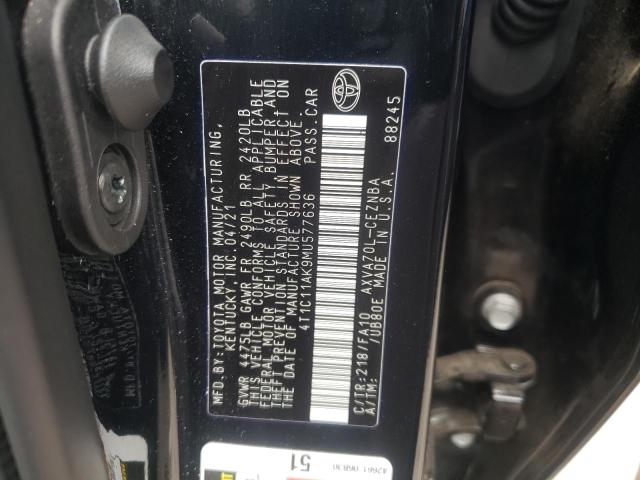 MFD. BY: TOYOTA MOTOR MANUFACTURING,
KENTUCKY, INC. 04/21
GVWR 4475LB GAWR FR 2490LB RR 2420LB
THIS VEHICLE CONFORMS TO ALL APPLICABLE
FEDERAL MOTOR VEHICLE SAFETY BUMPER AND
THEFT PREVENTION STANDARDS IN EFFECT ON
THE DATE OF MANUFACTURE SHOWN ABOVE.
4T1C11AK9MU577636 PASS. CAR
C/TR: 218/FA10 AXVA70L-CEZNBA
A/TM: /UB80E MADE IN U.S.A. 88245
51